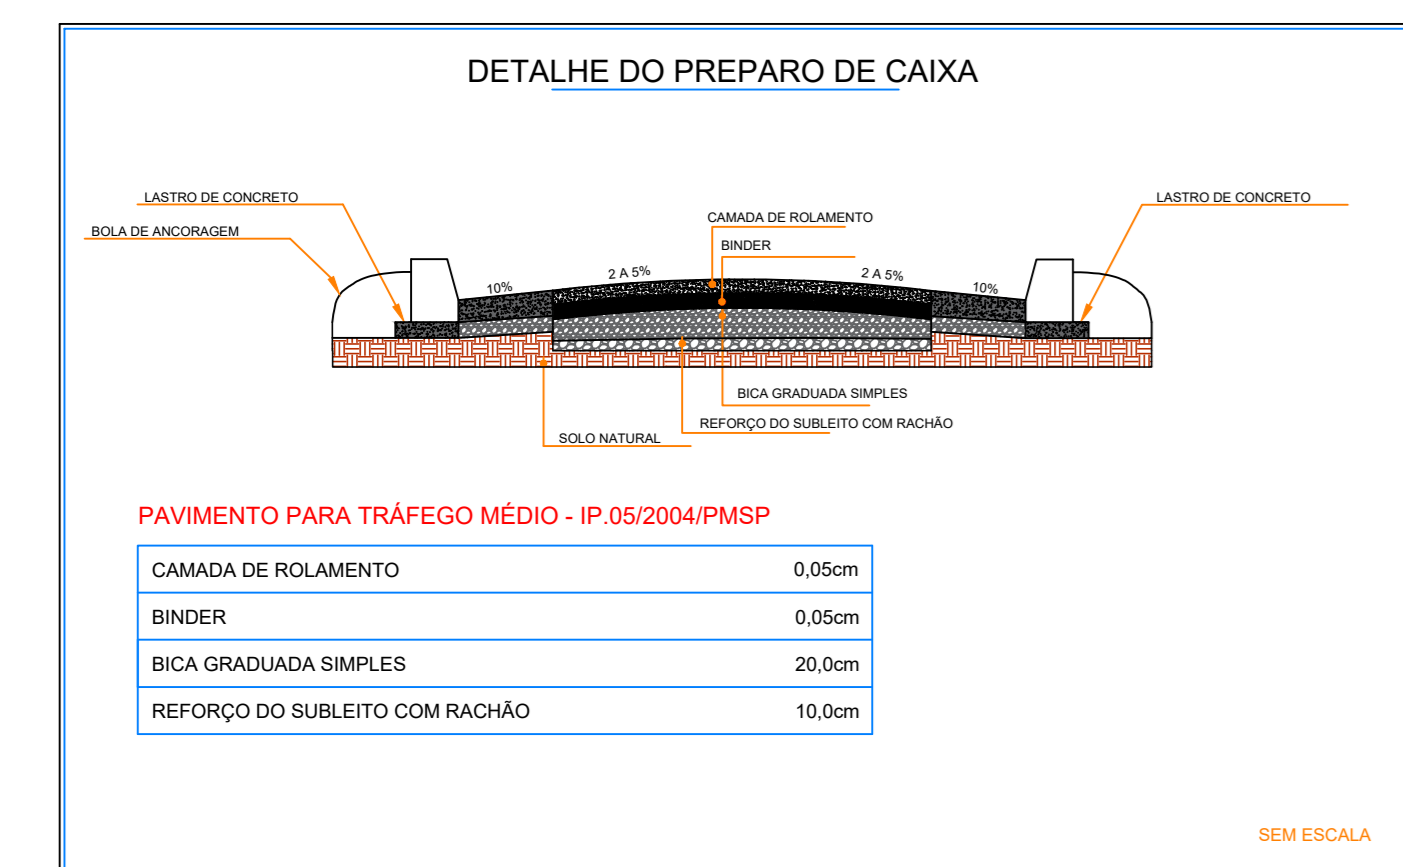 DETALHE DO PREPARO DE CAIXA
LASTRO DE CONCRETO
LASTRO DE CONCRETO
BOLA DE ANCORAGEM
CAMADA DE ROLAMENTO
BINDER
10%
2 A 5%
2 A 5%
10%
BICA GRADUADA SIMPLES
REFORÇO DO SUBLEITO COM RACHÃO
SOLO NATURAL
PAVIMENTO PARA TRÁFEGO MÉDIO - IP.05/2004/PMSP
CAMADA DE ROLAMENTO 0,05cm
BINDER 0,05cm
BICA GRADUADA SIMPLES 20,0cm
REFORÇO DO SUBLEITO COM RACHÃO 10,0cm
SEM ESCALA